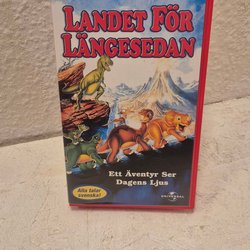 LANDET FÖR
LÄNGESEDAN
Ett Äventyr Ser
Dagens Ljus
Alla talar
svenska!
UNIVERSAL